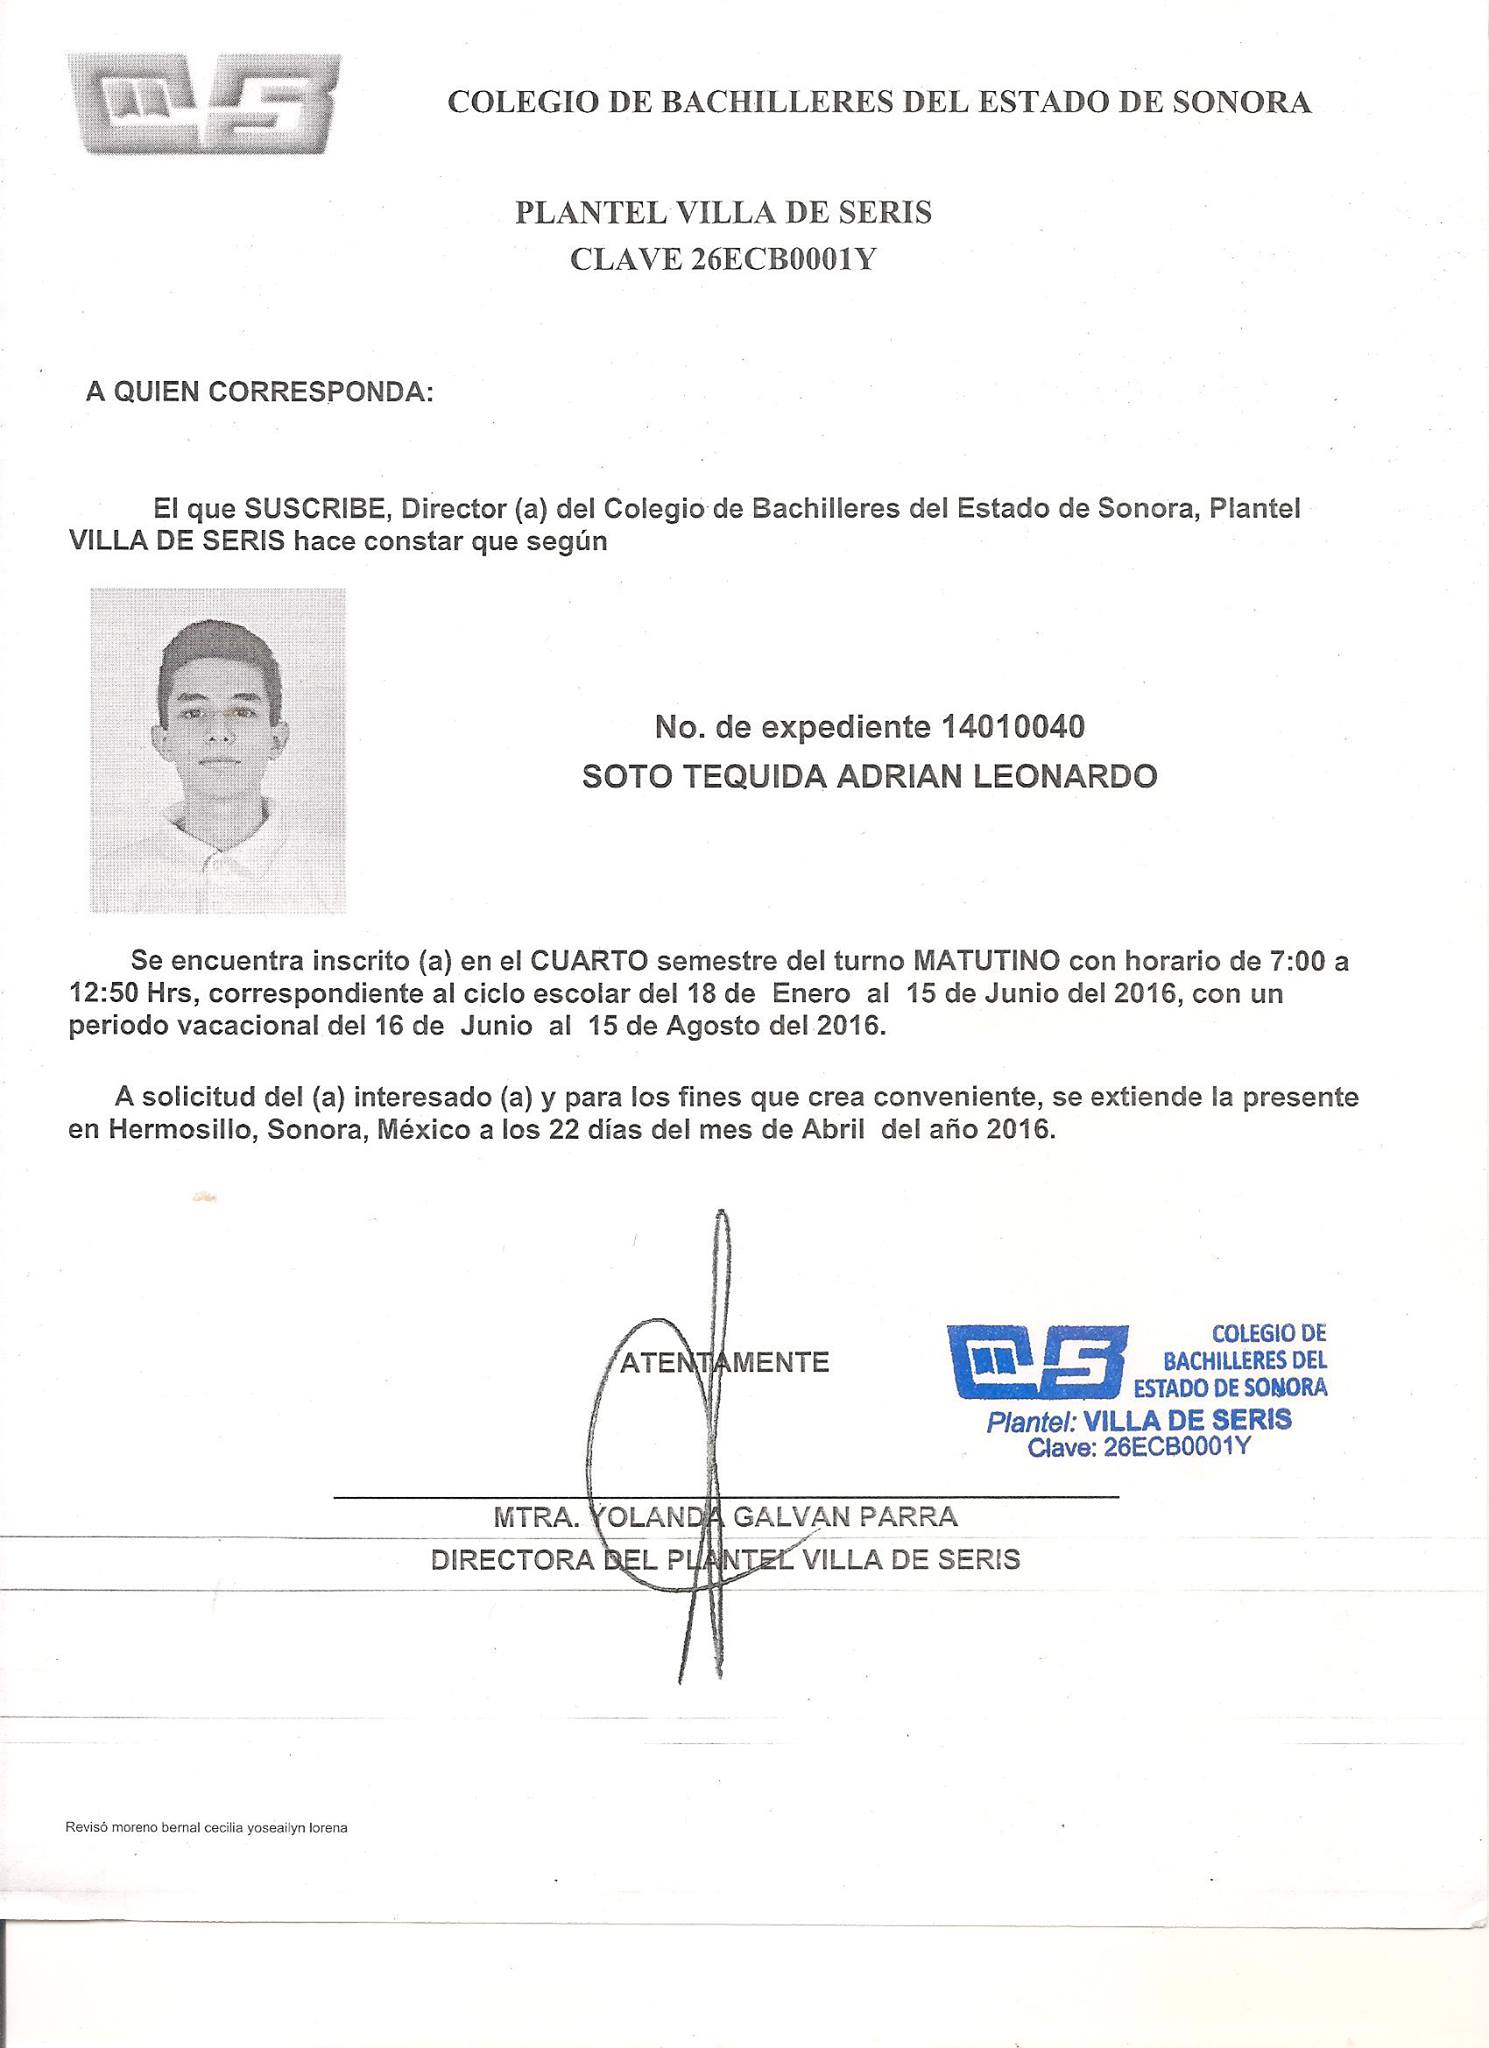 COLEGIO DE BACHILLERES DEL ESTADO DE SONORA
PLANTEL VILLA DE SERIS
CLAVE 26ECB0001Y
A QUIEN CORRESPONDA:
El que SUSCRIBE, Director (a) del Colegio de Bachilleres del Estado de Sonora, Plantel
VILLA DE SERIS hace constar que según
No. de expediente 14010040
SOTO TEQUIDA ADRIAN LEONARDO
Se encuentra inscrito (a) en el CUARTO semestre del turno MATUTINO con horario de 7:00 a
12:50 Hrs, correspondiente al ciclo escolar del 18 de Enero al 15 de Junio del 2016, con un
periodo vacacional del 16 de Junio al 15 de Agosto del 2016.
A solicitud del (a) interesado (a) y para los fines que crea conveniente, se extiende la presente
en Hermosillo, Sonora, México a los 22 días del mes de Abril del año 2016.
ATENTAMENTE
COLEGIO DE
BACHILLERES DEL
ESTADO DE SONORA
Plantel: VILLA DE SERIS
Clave: 26ECB0001Y
MTRA. YOLANDA GALVAN PARRA
DIRECTORA DEL PLANTEL VILLA DE SERIS
Revisó moreno bernal cecilia yoseailyn lorena